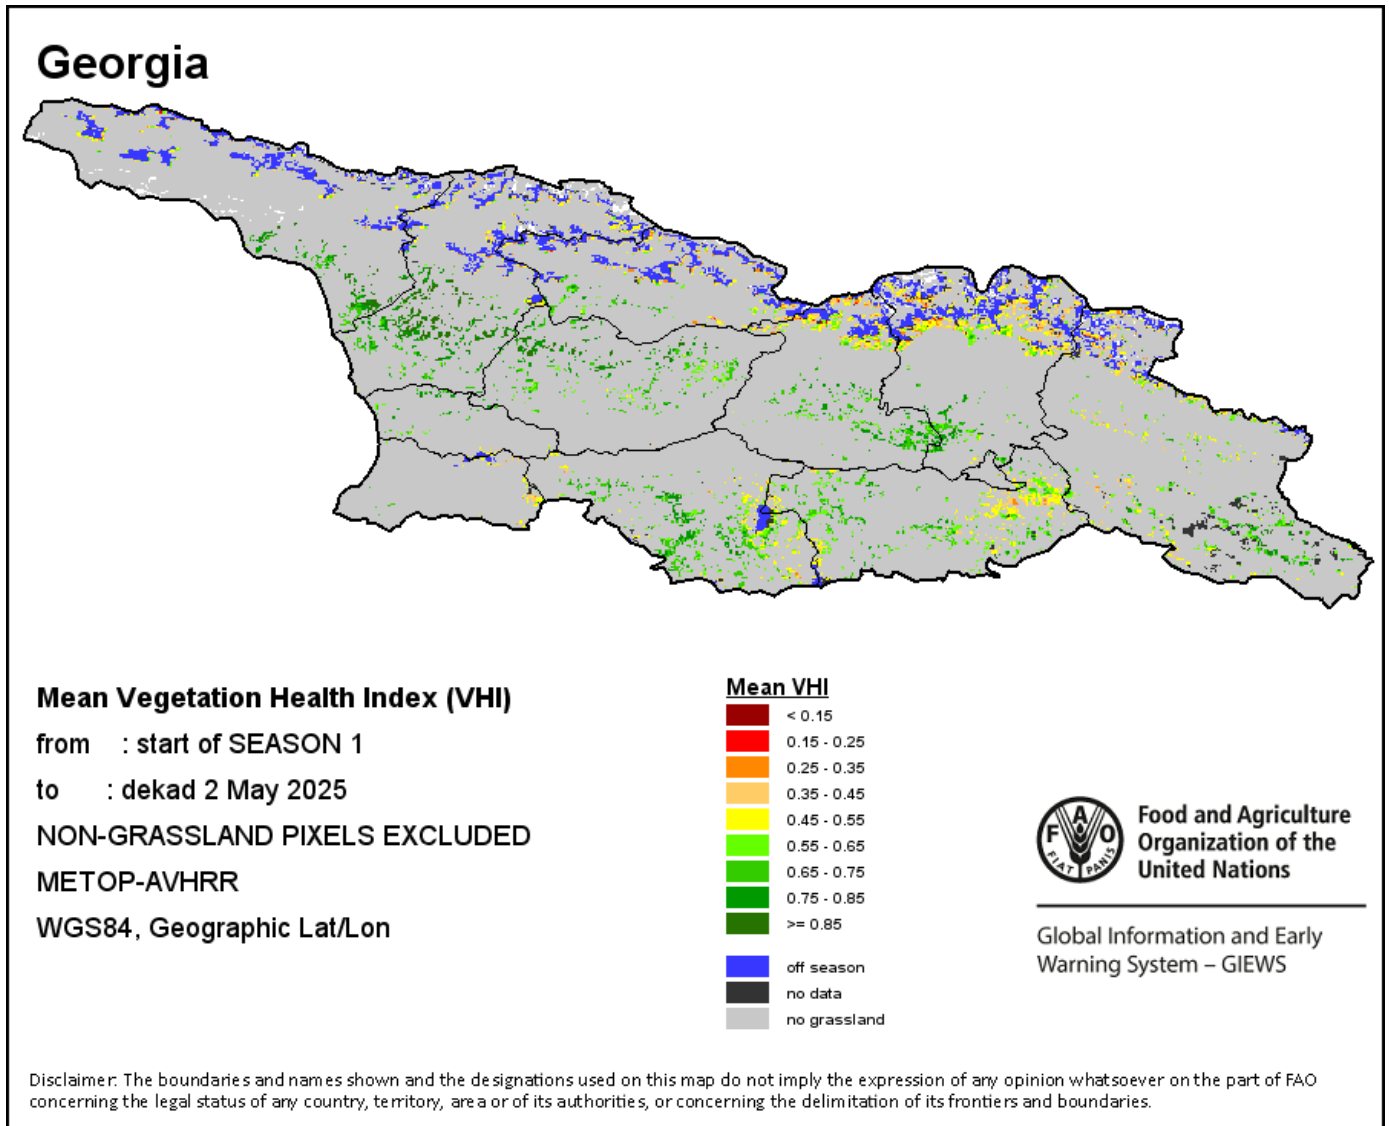 Georgia
Mean Vegetation Health Index (VHI)
from : start of SEASON 1
to : dekad 2 May 2025
NON-GRASSLAND PIXELS EXCLUDED
METOP-AVHRR
WGS84, Geographic Lat/Lon
Mean VHI
< 0.15
0.15 - 0.25
0.25 - 0.35
0.35 - 0.45
0.45 - 0.55
0.55 - 0.65
0.65 - 0.75
0.75 - 0.85
>= 0.85
off season
no data
no grassland
F A O
FIAT PANIS
Food and Agriculture
Organization of the
United Nations
Global Information and Early
Warning System – GIEWS
Disclaimer: The boundaries and names shown and the designations used on this map do not imply the expression of any opinion whatsoever on the part of FAO
concerning the legal status of any country, territory, area or of its authorities, or concerning the delimitation of its frontiers and boundaries.